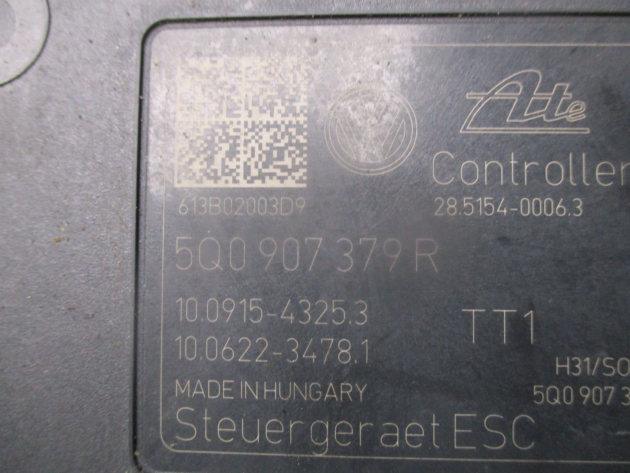 Ate
Controller
613B02003D9
28.5154-0006.3
5Q0 907 379 R
10.0915-4325.3
TT1
10.0622-3478.1
H31/SO
MADE IN HUNGARY
5Q0 907 3
Steuergeraet ESC